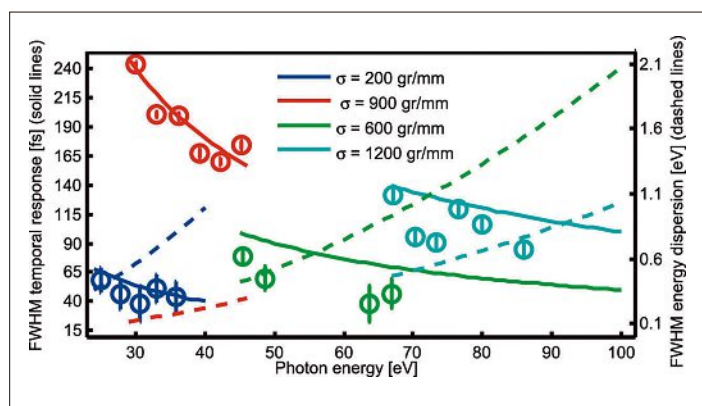 FWHM temporal response [fs] (solid lines)
240
215
190
165
140
115
90
65
40
15
σ = 200 gr/mm
σ = 900 gr/mm
σ = 600 gr/mm
σ = 1200 gr/mm
2.1
1.6
1.1
0.6
0.1
FWHM energy dispersion [eV] (dashed lines)
30 40 50 60 70 80 90 100
Photon energy [eV]